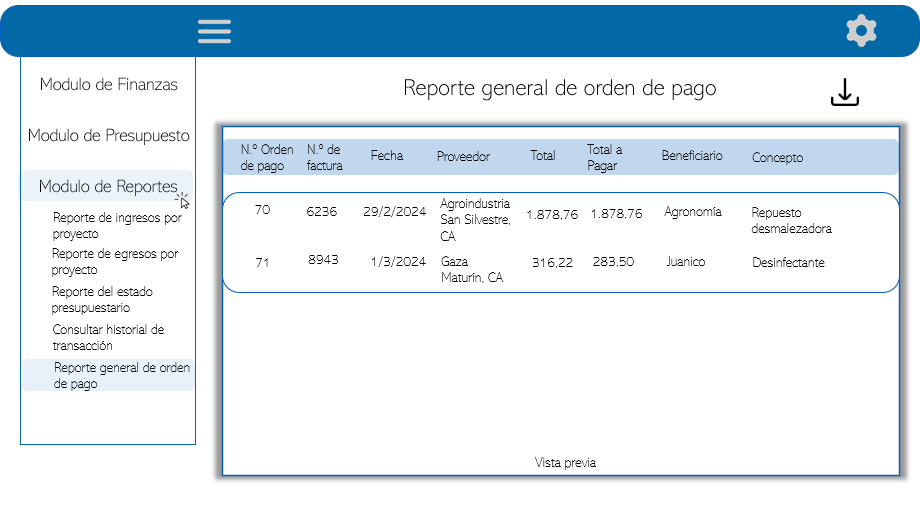 Modulo de Finanzas
Modulo de Presupuesto
Modulo de Reportes
Reporte de ingresos por
proyecto
Reporte de egresos por
proyecto
Reporte del estado
presupuestario
Consultar historial de
transacción
Reporte general de orden
de pago
Reporte general de orden de pago
N.º Orden de pago N.º de factura Fecha Proveedor Total Total a Pagar Beneficiario Concepto
70 6236 29/2/2024 Agroindustria San Silvestre, CA 1.878,76 1.878,76 Agronomía Repuesto desmalezadora
71 8943 1/3/2024 Gaza Maturín, CA 316,22 283,50 Juanico Desinfectante
Vista previa